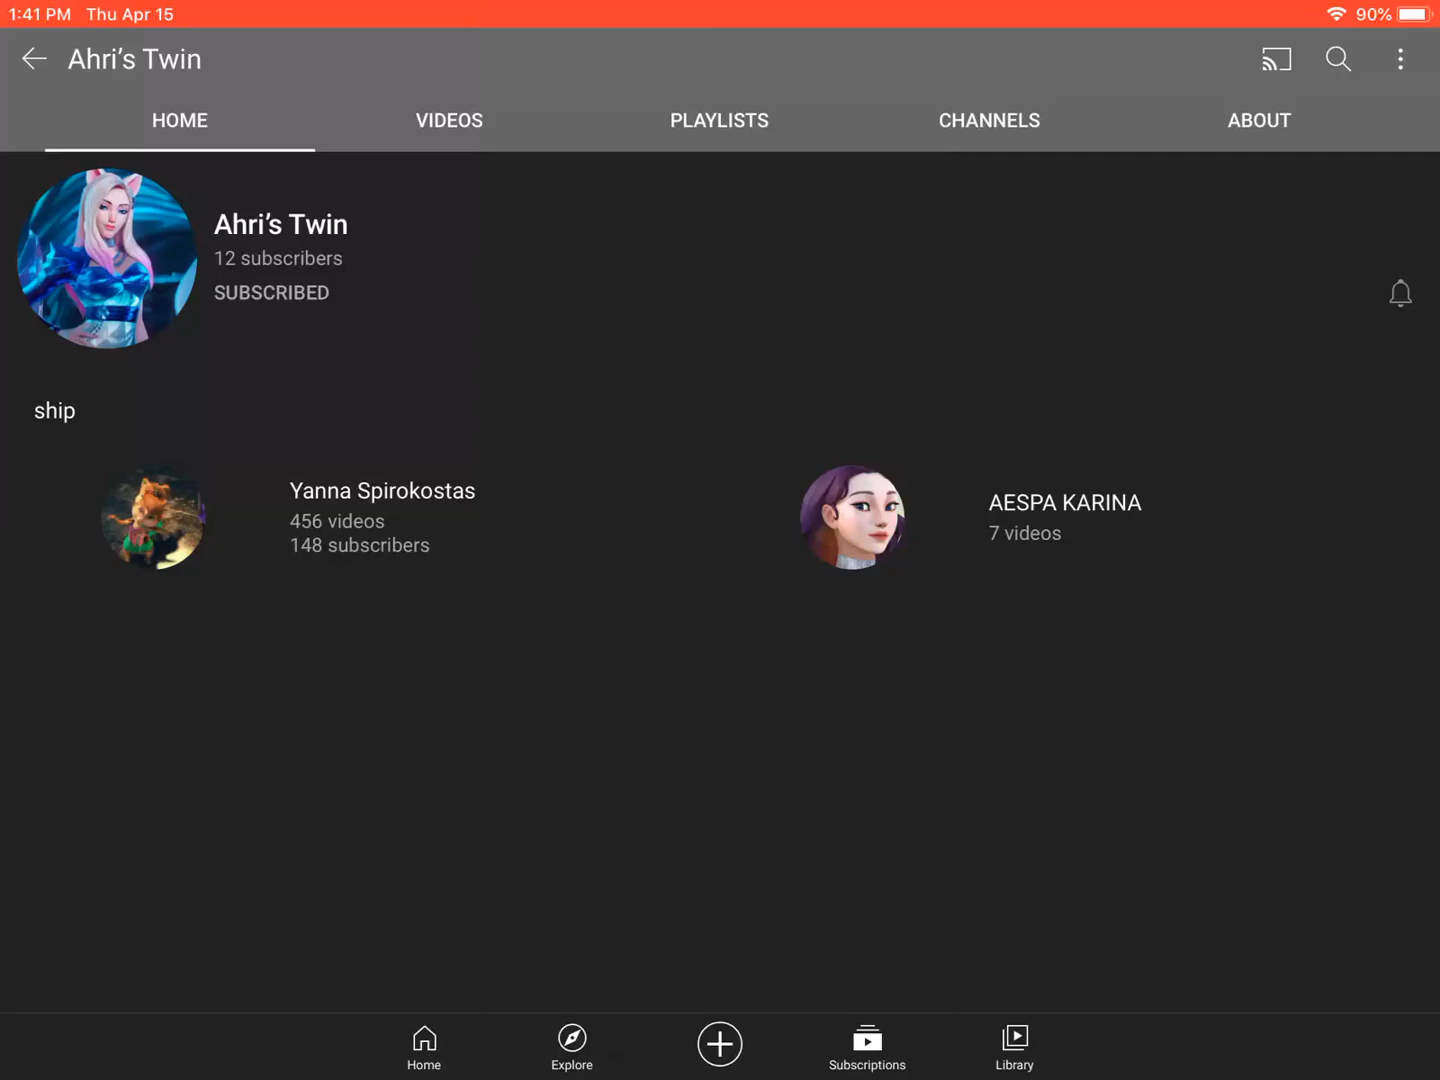 1:41 PM Thu Apr 15
90%
Ahri's Twin
HOME
VIDEOS
PLAYLISTS
CHANNELS
ABOUT
Ahri's Twin
12 subscribers
SUBSCRIBED
ship
Yanna Spirokostas
456 videos
148 subscribers
AESPA KARINA
7 videos
Home
Explore
Subscriptions
Library